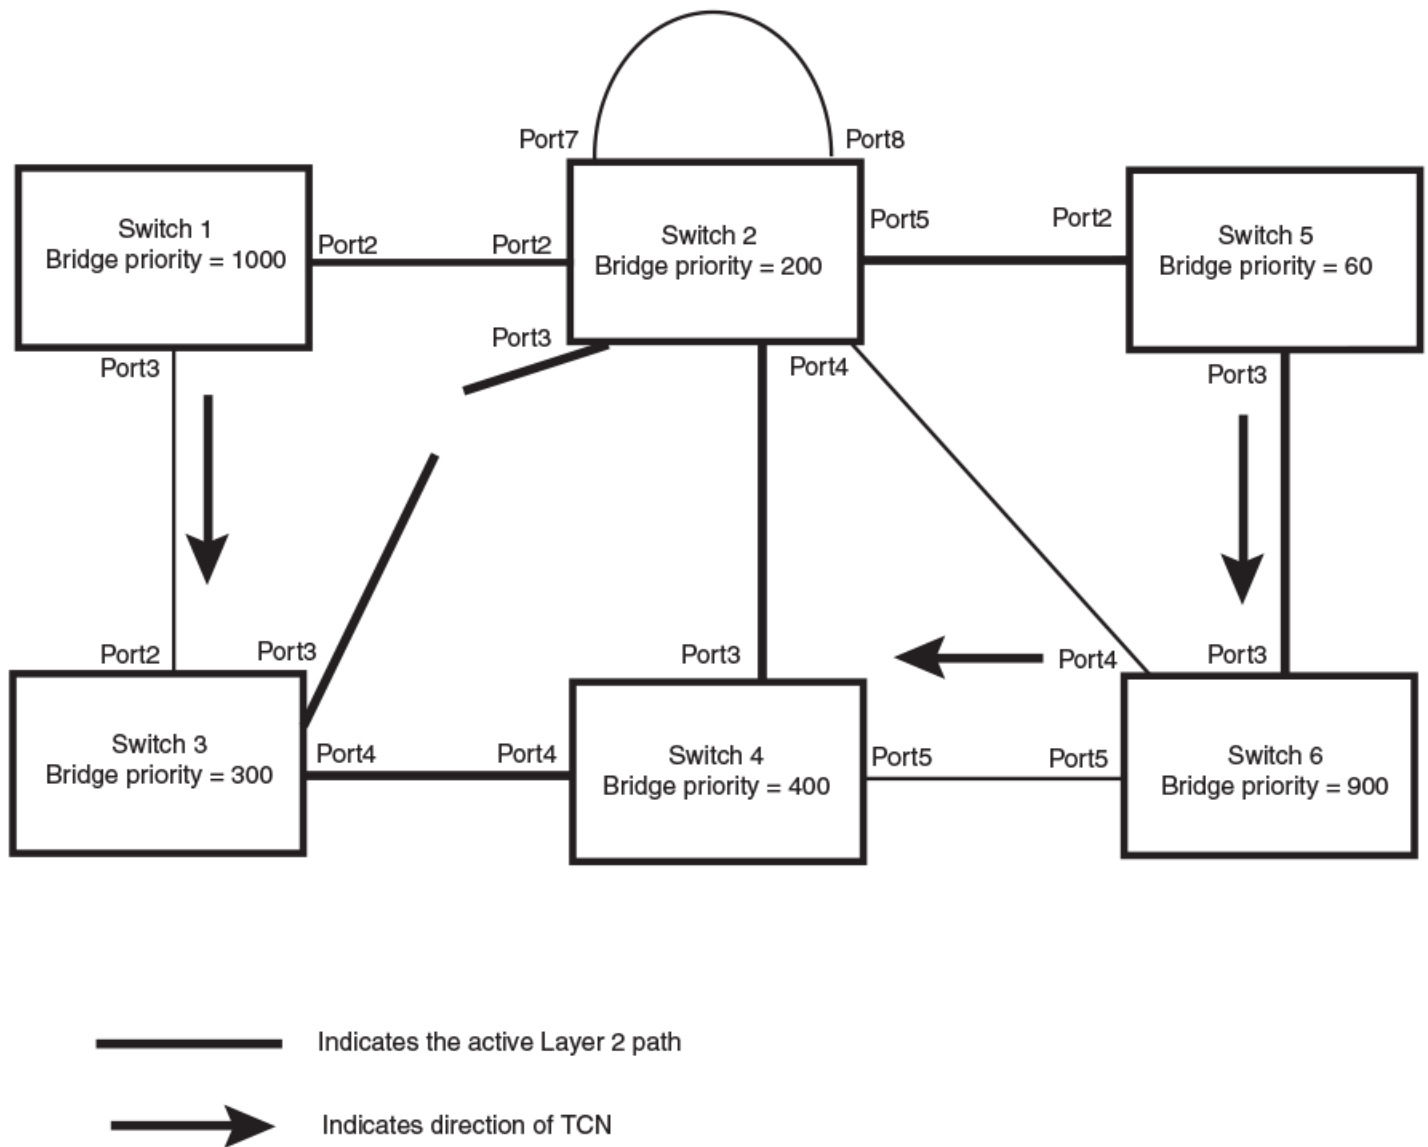 Port7
Port8
Switch 1
Bridge priority = 1000
Port2
Port2
Switch 2
Bridge priority = 200
Port5
Port2
Switch 5
Bridge priority = 60
Port3
Port3
Port4
Port3
Port2
Port3
Port3
Port4
Port3
Switch 3
Bridge priority = 300
Port4
Port4
Switch 4
Bridge priority = 400
Port5
Port5
Switch 6
Bridge priority = 900
Indicates the active Layer 2 path
Indicates direction of TCN